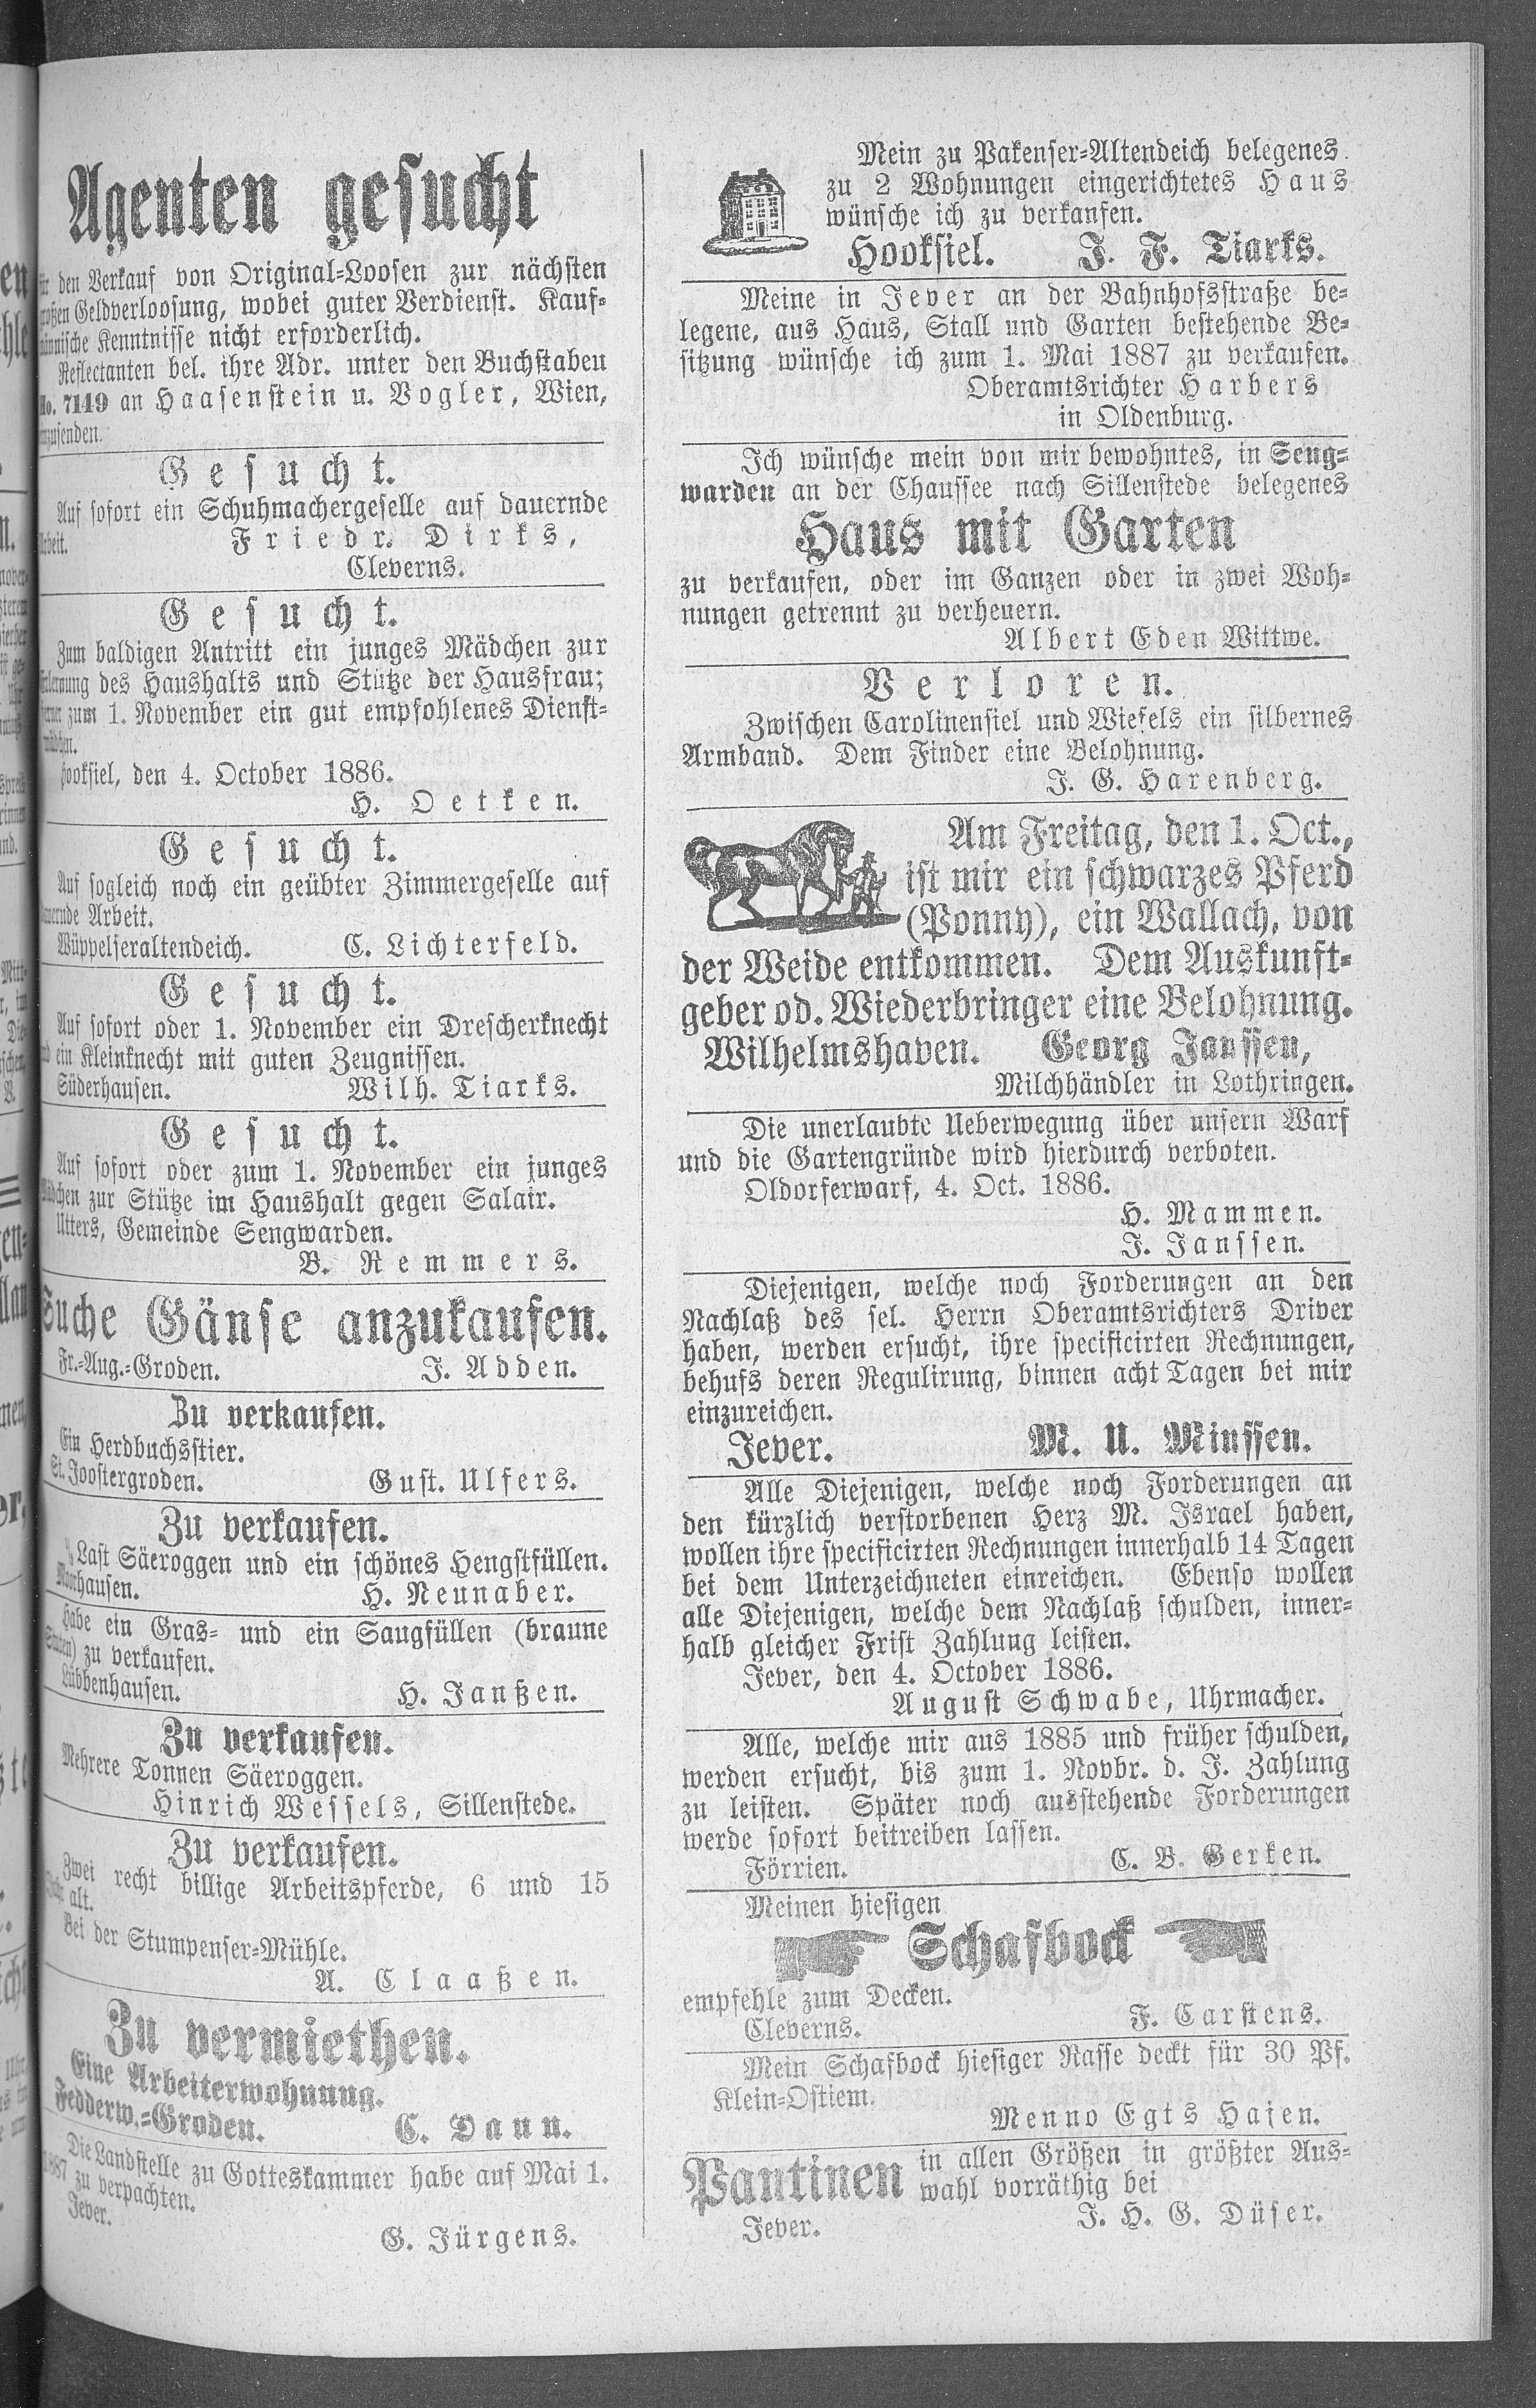 Agenten gesucht
für den Verkauf von Original-Loosen zur nächsten
großen Geldverloosung, wobei guter Verdienst. Kauf-
männische Kenntnisse nicht erforderlich.
Reflectanten bel. ihre Adr. unter den Buchstaben
No. 7149 an Haasenstein u. Vogler, Wien,
einzusenden.
Gesucht.
Auf sofort ein Schuhmachergeselle auf dauernde
Arbeit. Friedr. Dirks,
Cleverns.
Gesucht.
Zum baldigen Antritt ein junges Mädchen zur
Erlernung des Haushalts und Stütze der Hausfrau;
ferner zum 1. November ein gut empfohlenes Dienst-
mädchen.
Hooksiel, den 4. October 1886.
H. Oetken.
Gesucht.
Auf sogleich noch ein geübter Zimmergeselle auf
dauernde Arbeit.
Wüppelseraltendeich. C. Lichterfeld.
Gesucht.
Auf sofort oder 1. November ein Drescherknecht
und ein Kleinknecht mit guten Zeugnissen.
Süderhausen. Wilh. Tiarks.
Gesucht.
Auf sofort oder zum 1. November ein junges
Mädchen zur Stütze im Haushalt gegen Salair.
Utters, Gemeinde Sengwarden.
B. Remmers.
Suche Gänse anzukaufen.
Fr.-Aug.-Groden. J. Adden.
Zu verkaufen.
Ein Herdbuchsstier.
St. Joostergroden. Gust. Ulfers.
Zu verkaufen.
Last Säeroggen und ein schönes Hengstfüllen.
Moorhausen. H. Neunaber.
Habe ein Gras- und ein Saugfüllen (braune
Stuten) zu verkaufen.
Lübbenhausen. H. Janßen.
Zu verkaufen.
Mehrere Tonnen Säeroggen.
Hinrich Wessels, Sillenstede.
Zu verkaufen.
Zwei recht billige Arbeitspferde, 6 und 15
Jahr alt.
Bei der Stumpenser-Mühle.
A. Claaßen.
Zu vermiethen.
Eine Arbeiterwohnung.
Fedderw.-Groden. C. Daun.
Die Landstelle zu Gotteskammer habe auf Mai 1.
1887 zu verpachten.
Jever.
G. Jürgens.
Mein zu Pakenser-Altendeich belegenes
zu 2 Wohnungen eingerichtetes Haus
wünsche ich zu verkaufen.
Hooksiel. J. F. Tiarks.
Meine in Jever an der Bahnhofsstraße be-
legene, aus Haus, Stall und Garten bestehende Be-
sitzung wünsche ich zum 1. Mai 1887 zu verkaufen.
Oberamtsrichter Harbers
in Oldenburg.
Ich wünsche mein von mir bewohntes, in Seng-
warden an der Chaussee nach Sillenstede belegenes
Haus mit Garten
zu verkaufen, oder im Ganzen oder in zwei Woh-
nungen getrennt zu verheuern.
Albert Eden Wittwe.
Verloren.
Zwischen Carolinensiel und Wiefels ein silbernes
Armband. Dem Finder eine Belohnung.
J. G. Harenberg.
Am Freitag, den 1. Oct.,
ist mir ein schwarzes Pferd
(Ponny), ein Wallach, von
der Weide entkommen. Dem Auskunft-
geber od. Wiederbringer eine Belohnung.
Wilhelmshaven. Georg Janssen,
Milchhändler in Lothringen.
Die unerlaubte Ueberwegung über unsern Warf
und die Gartengründe wird hierdurch verboten.
Oldorferwarf, 4. Oct. 1886.
H. Mammen.
J. Janssen.
Diejenigen, welche noch Forderungen an den
Nachlaß des sel. Herrn Oberamtsrichters Driver
haben, werden ersucht, ihre specificirten Rechnungen,
behufs deren Regulirung, binnen acht Tagen bei mir
einzureichen.
Jever. M. U. Minssen.
Alle Diejenigen, welche noch Forderungen an
den kürzlich verstorbenen Herz M. Israel haben,
wollen ihre specificirten Rechnungen innerhalb 14 Tagen
bei dem Unterzeichneten einreichen. Ebenso wollen
alle Diejenigen, welche dem Nachlaß schulden, inner-
halb gleicher Frist Zahlung leisten.
Jever, den 4. October 1886.
August Schwabe, Uhrmacher.
Alle, welche mir aus 1885 und früher schulden,
werden ersucht, bis zum 1. Novbr. d. J. Zahlung
zu leisten. Später noch ausstehende Forderungen
werde sofort beitreiben lassen.
Förrien. C. B. Gerken.
Meinen hiesigen
Schafbock
empfehle zum Decken.
Cleverns. F. Carstens.
Mein Schafbock hiesiger Rasse deckt für 30 Pf.
Klein-Ostiem.
Menno Egts Hajen.
Pantinen in allen Größen in größter Aus-
wahl vorräthig bei
Jever. J. H. G. Düser.